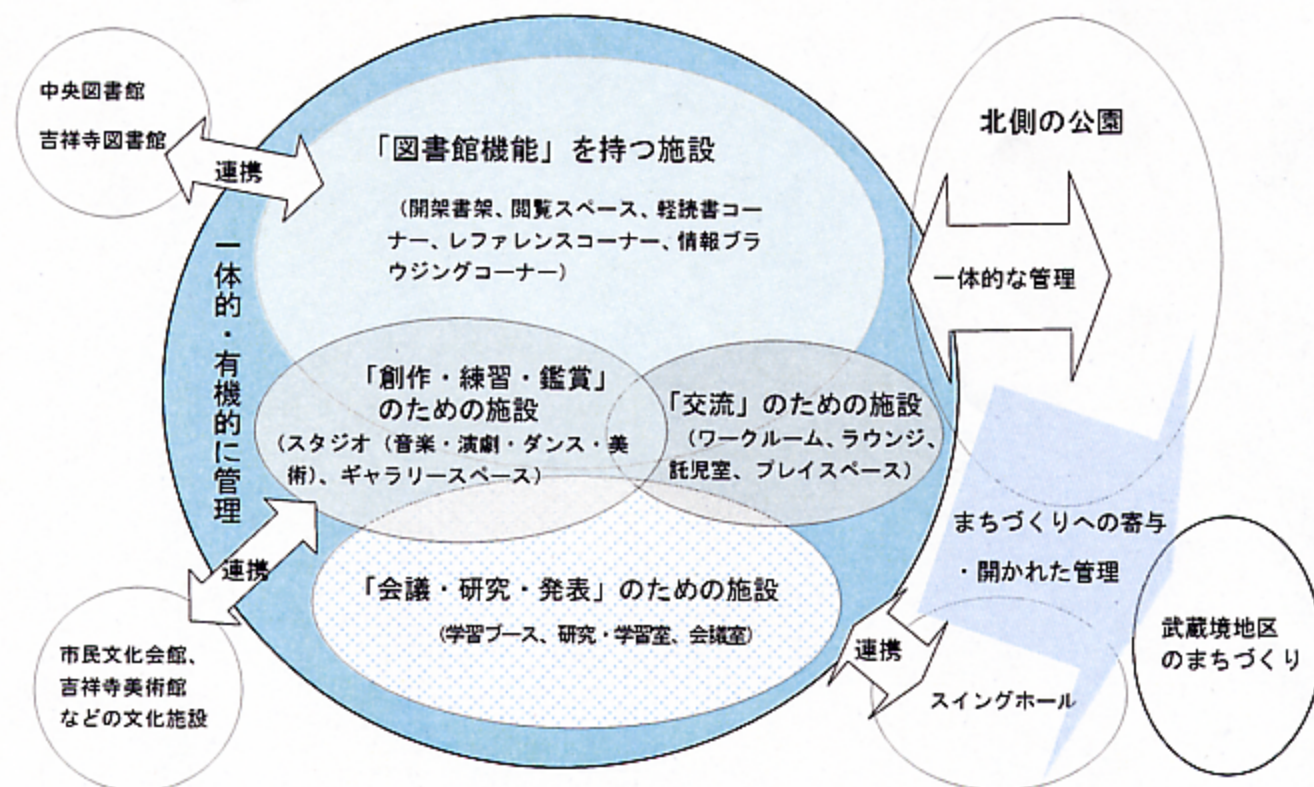 中央図書館
吉祥寺図書館
連携
「図書館機能」を持つ施設
（開架書架、閲覧スペース、軽読書コー
ナー、レファレンスコーナー、情報ブラ
ウジングコーナー）
北側の公園
一体的な管理
一体的・有機的に管理
「創作・練習・鑑賞」
のための施設
（スタジオ（音楽・演劇・ダンス・美
術）、ギャラリースペース）
「交流」のための施設
（ワークルーム、ラウンジ、
託児室、プレイスペース）
まちづくりへの寄与
・開かれた管理
連携
「会議・研究・発表」のための施設
（学習ブース、研究・学習室、会議室）
連携
スイングホール
武蔵境地区
のまちづくり
市民文化会館、
吉祥寺美術館
などの文化施設